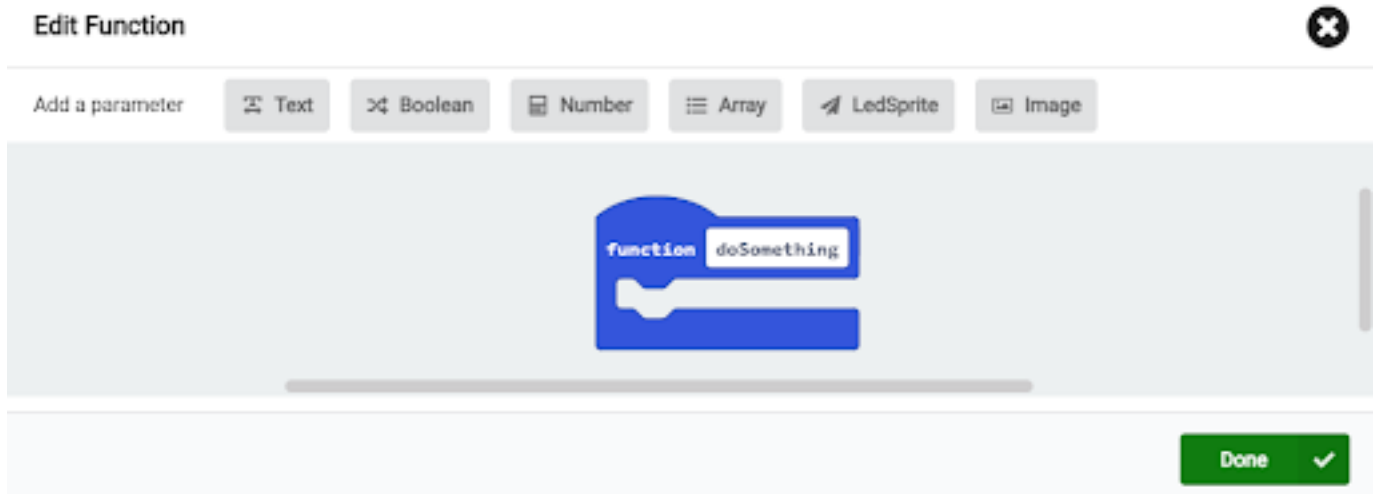 Edit Function
Add a parameter Text Boolean Number Array LedSprite Image
function doSomething
Done